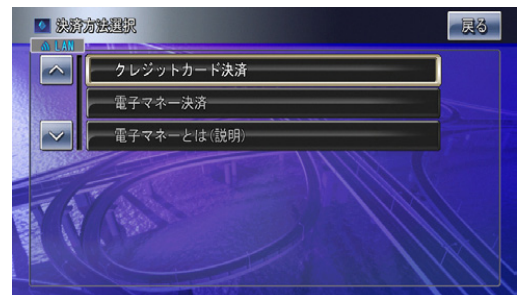 決済方法選択
戻る
LAN
クレジットカード決済
電子マネー決済
電子マネーとは(説明)